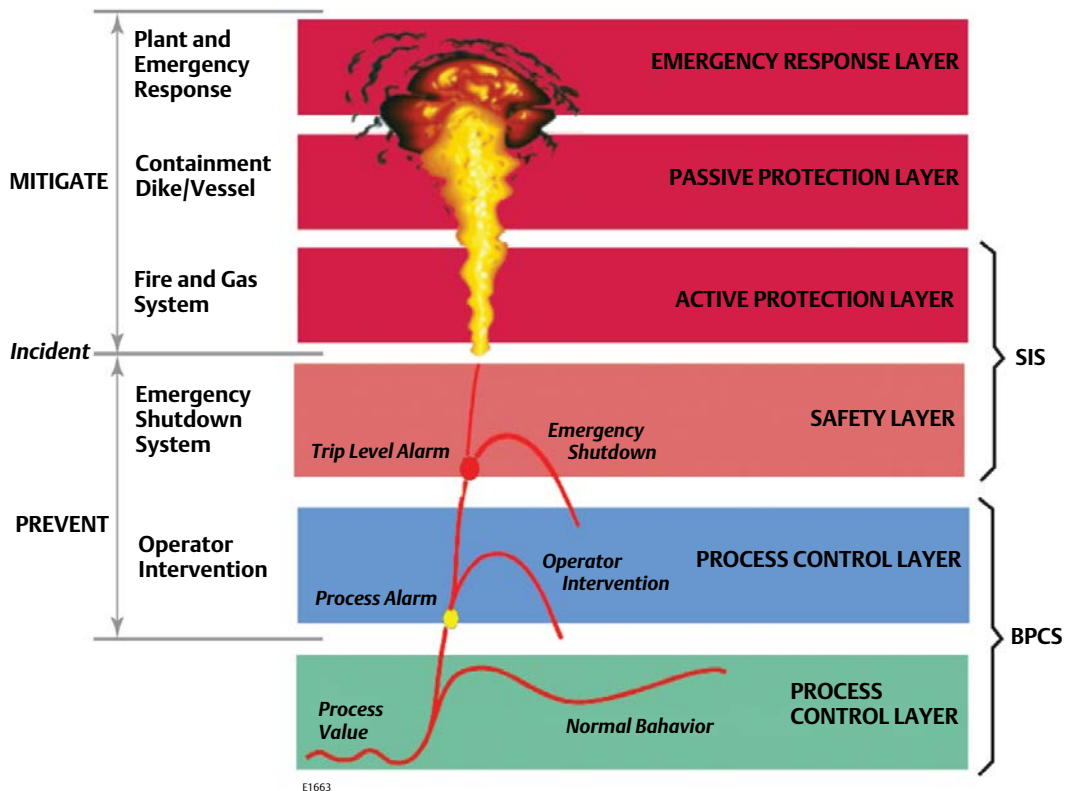 Plant and
Emergency
Response
EMERGENCY RESPONSE LAYER
MITIGATE
Containment
Dike/Vessel
PASSIVE PROTECTION LAYER
Fire and Gas
System
ACTIVE PROTECTION LAYER
Incident
SIS
Emergency
Shutdown
System
SAFETY LAYER
Trip Level Alarm
Emergency
Shutdown
PREVENT
Operator
Intervention
PROCESS CONTROL LAYER
Operator
Intervention
Process Alarm
BPCS
PROCESS
CONTROL LAYER
Process
Value
Normal Bahavior
E1663